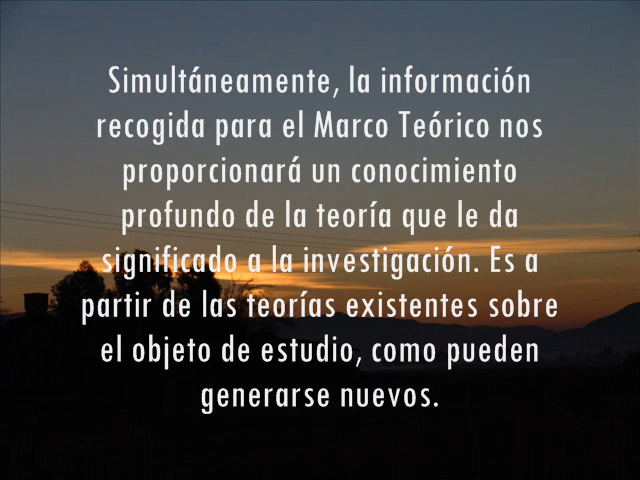 Simultáneamente, la información
recogida para el Marco Teórico nos
proporcionará un conocimiento
profundo de la teoría que le da
significado a la investigación. Es a
partir de las teorías existentes sobre
el objeto de estudio, como pueden
generarse nuevos.